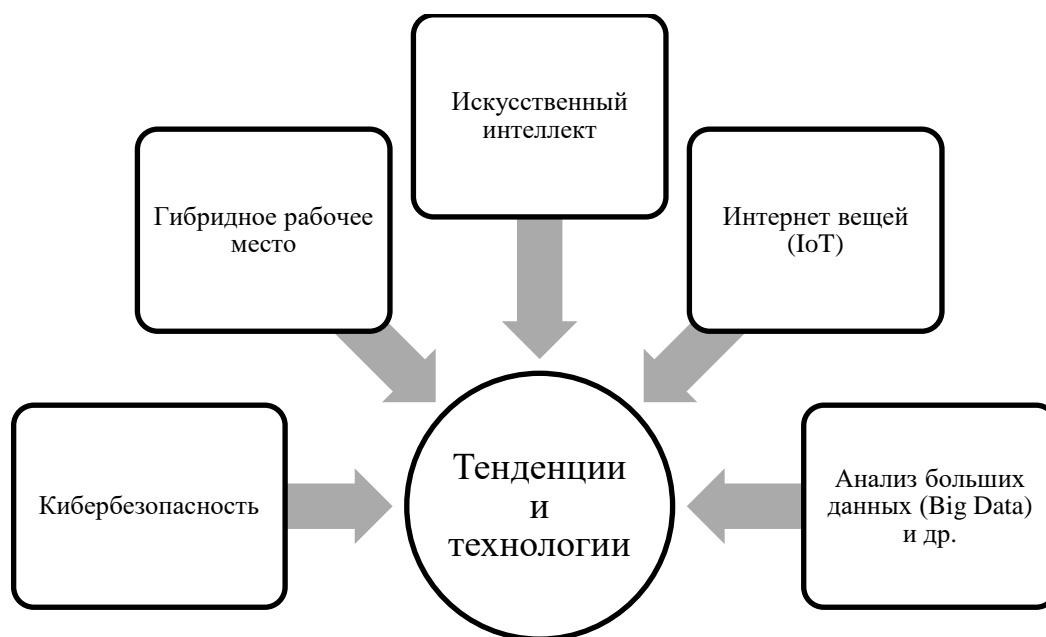 Искусственный
интеллект
Гибридное рабочее
место
Интернет вещей
(IoT)
Кибербезопасность
Тенденции
и
технологии
Анализ больших
данных (Big Data)
и др.